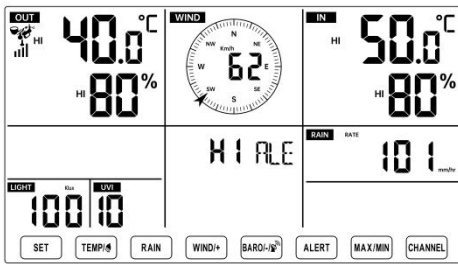 OUT HI 40.0°C
HI 80%
WIND
N
NW Km/h NE
W 62 E
SW SE
S
IN HI 50.0°C
HI 80%
HI ALE
RAIN RATE
101 mm/hr
LIGHT Klux UVI
100 10
SET TEMP/ RAIN WIND/+ BARO/-/ ALERT MAX/MIN CHANNEL